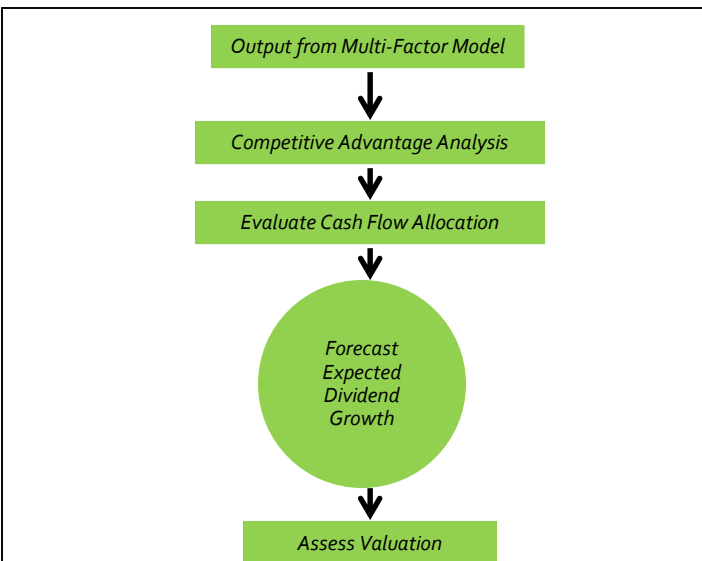 Output from Multi-Factor Model
Competitive Advantage Analysis
Evaluate Cash Flow Allocation
Forecast
Expected
Dividend
Growth
Assess Valuation